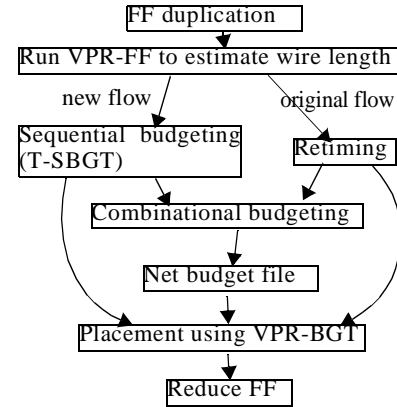 FF duplication
Run VPR-FF to estimate wire length
new flow
original flow
Sequential budgeting
(T-SBGT)
Retiming
Combinational budgeting
Net budget file
Placement using VPR-BGT
Reduce FF